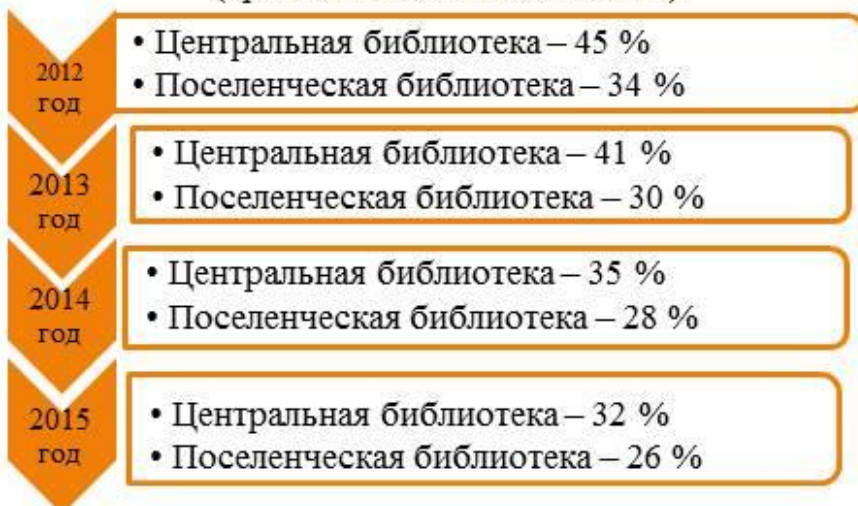 2012
год
• Центральная библиотека – 45 %
• Поселенческая библиотека – 34 %
2013
год
• Центральная библиотека – 41 %
• Поселенческая библиотека – 30 %
2014
год
• Центральная библиотека – 35 %
• Поселенческая библиотека – 28 %
2015
год
• Центральная библиотека – 32 %
• Поселенческая библиотека – 26 %